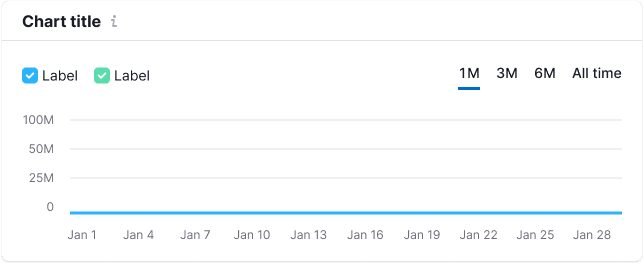 Chart title i
Label Label 1M 3M 6M All time
100M
50M
25M
0
Jan 1 Jan 4 Jan 7 Jan 10 Jan 13 Jan 16 Jan 19 Jan 22 Jan 25 Jan 28